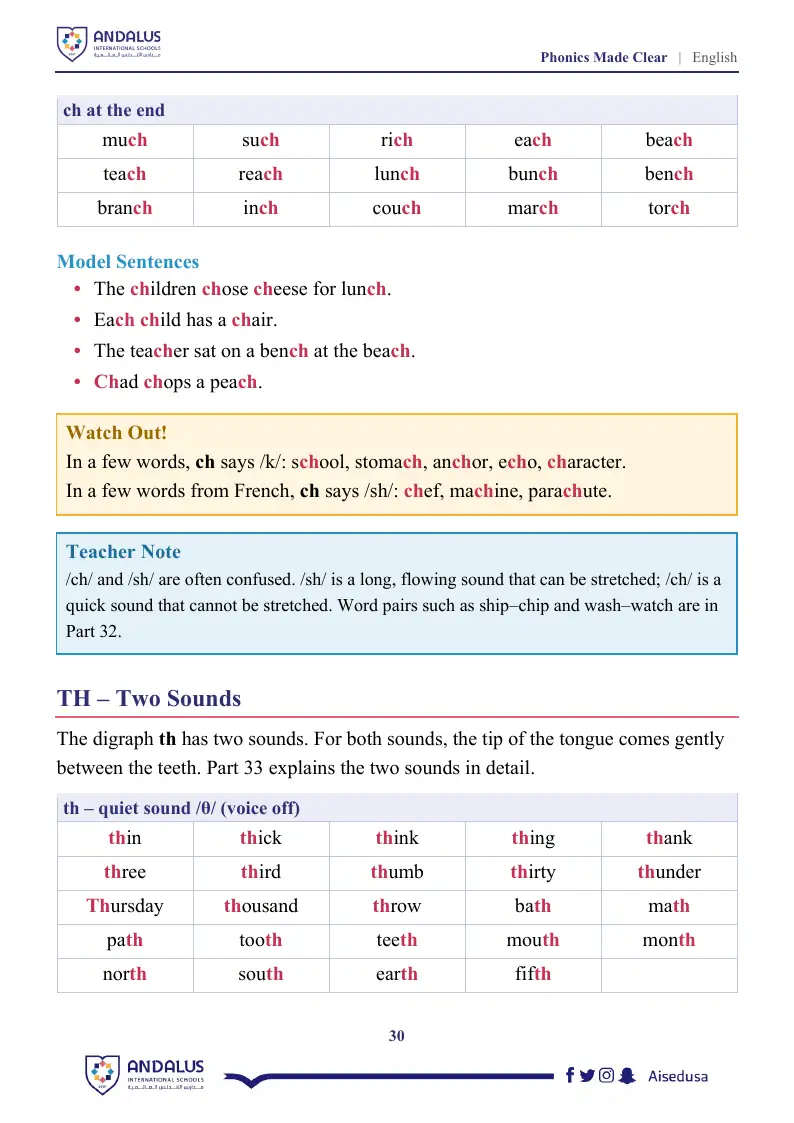 ANDALUS
INTERNATIONAL SCHOOLS
Phonics Made Clear | English
ch at the end
much such rich each beach
teach reach lunch bunch bench
branch inch couch march torch
Model Sentences
• The children chose cheese for lunch.
• Each child has a chair.
• The teacher sat on a bench at the beach.
• Chad chops a peach.
Watch Out!
In a few words, ch says /k/: school, stomach, anchor, echo, character.
In a few words from French, ch says /sh/: chef, machine, parachute.
Teacher Note
/ch/ and /sh/ are often confused. /sh/ is a long, flowing sound that can be stretched; /ch/ is a
quick sound that cannot be stretched. Word pairs such as ship–chip and wash–watch are in
Part 32.
TH – Two Sounds
The digraph th has two sounds. For both sounds, the tip of the tongue comes gently
between the teeth. Part 33 explains the two sounds in detail.
th – quiet sound /θ/ (voice off)
thin thick think thing thank
three third thumb thirty thunder
Thursday thousand throw bath math
path tooth teeth mouth month
north south earth fifth
30
ANDALUS
INTERNATIONAL SCHOOLS
Aisedusa